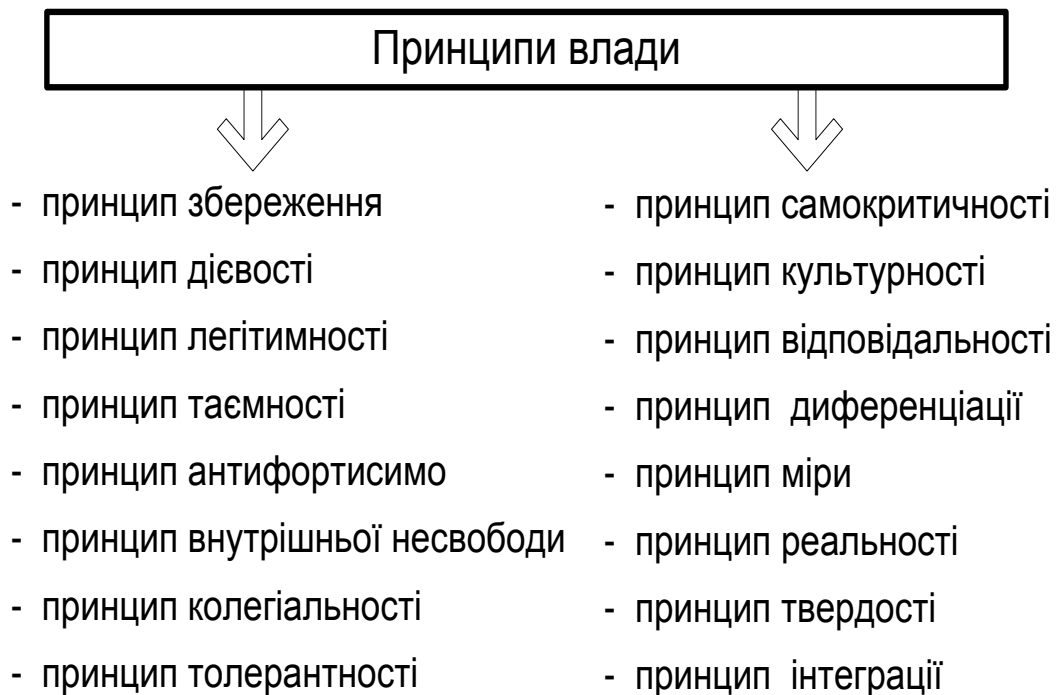 Принципи влади
- принцип збереження
- принцип дієвості
- принцип легітимності
- принцип таємності
- принцип антифортисимо
- принцип внутрішньої несвободи
- принцип колегіальності
- принцип толерантності
- принцип самокритичності
- принцип культурності
- принцип відповідальності
- принцип диференціації
- принцип міри
- принцип реальності
- принцип твердості
- принцип інтеграції